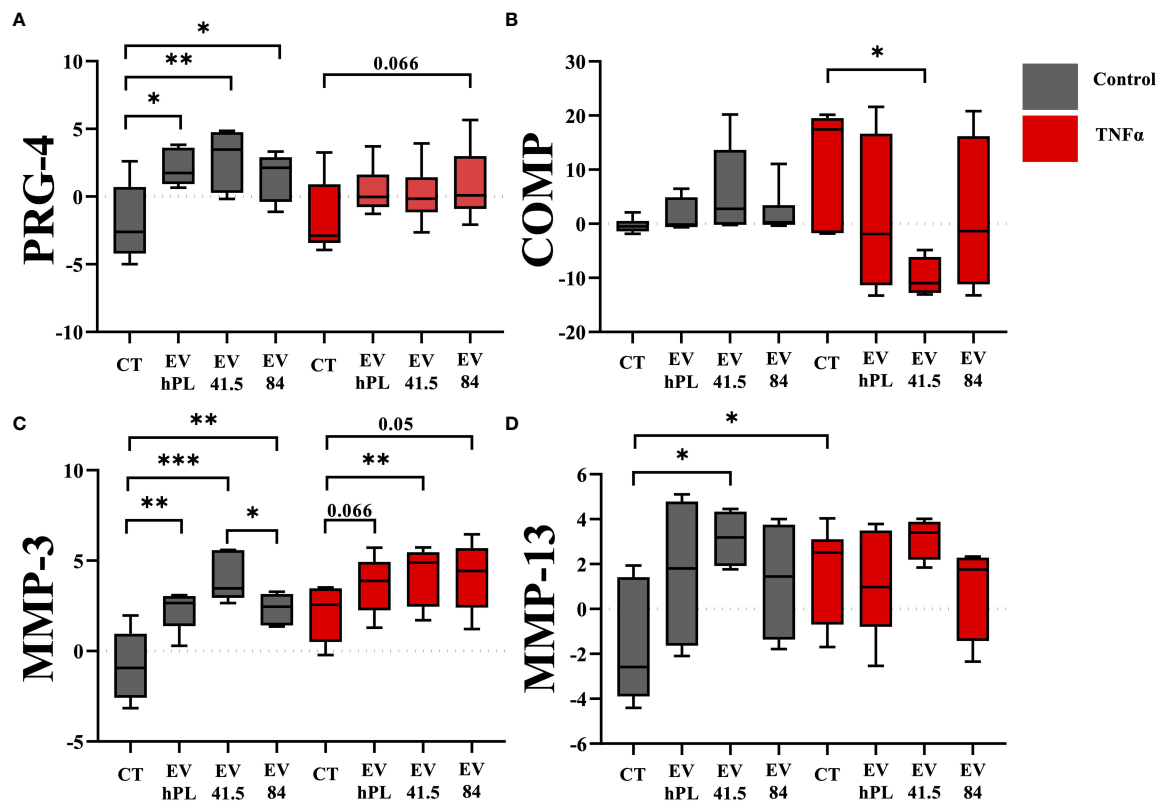 A
B
*
**
*
0.066
10
5
0
-5
-10
PRG-4
CT
EV
hPL
EV
41.5
EV
84
CT
EV
hPL
EV
41.5
EV
84
*
30
20
10
0
-10
-20
COMP
CT
EV
hPL
EV
41.5
EV
84
CT
EV
hPL
EV
41.5
EV
84
Control
TNFα
C
D
**
0.05
***
**
**
*
0.066
10
5
0
-5
MMP-3
CT
EV
hPL
EV
41.5
EV
84
CT
EV
hPL
EV
41.5
EV
84
*
*
6
4
2
0
-2
-4
-6
MMP-13
CT
EV
hPL
EV
41.5
EV
84
CT
EV
hPL
EV
41.5
EV
84